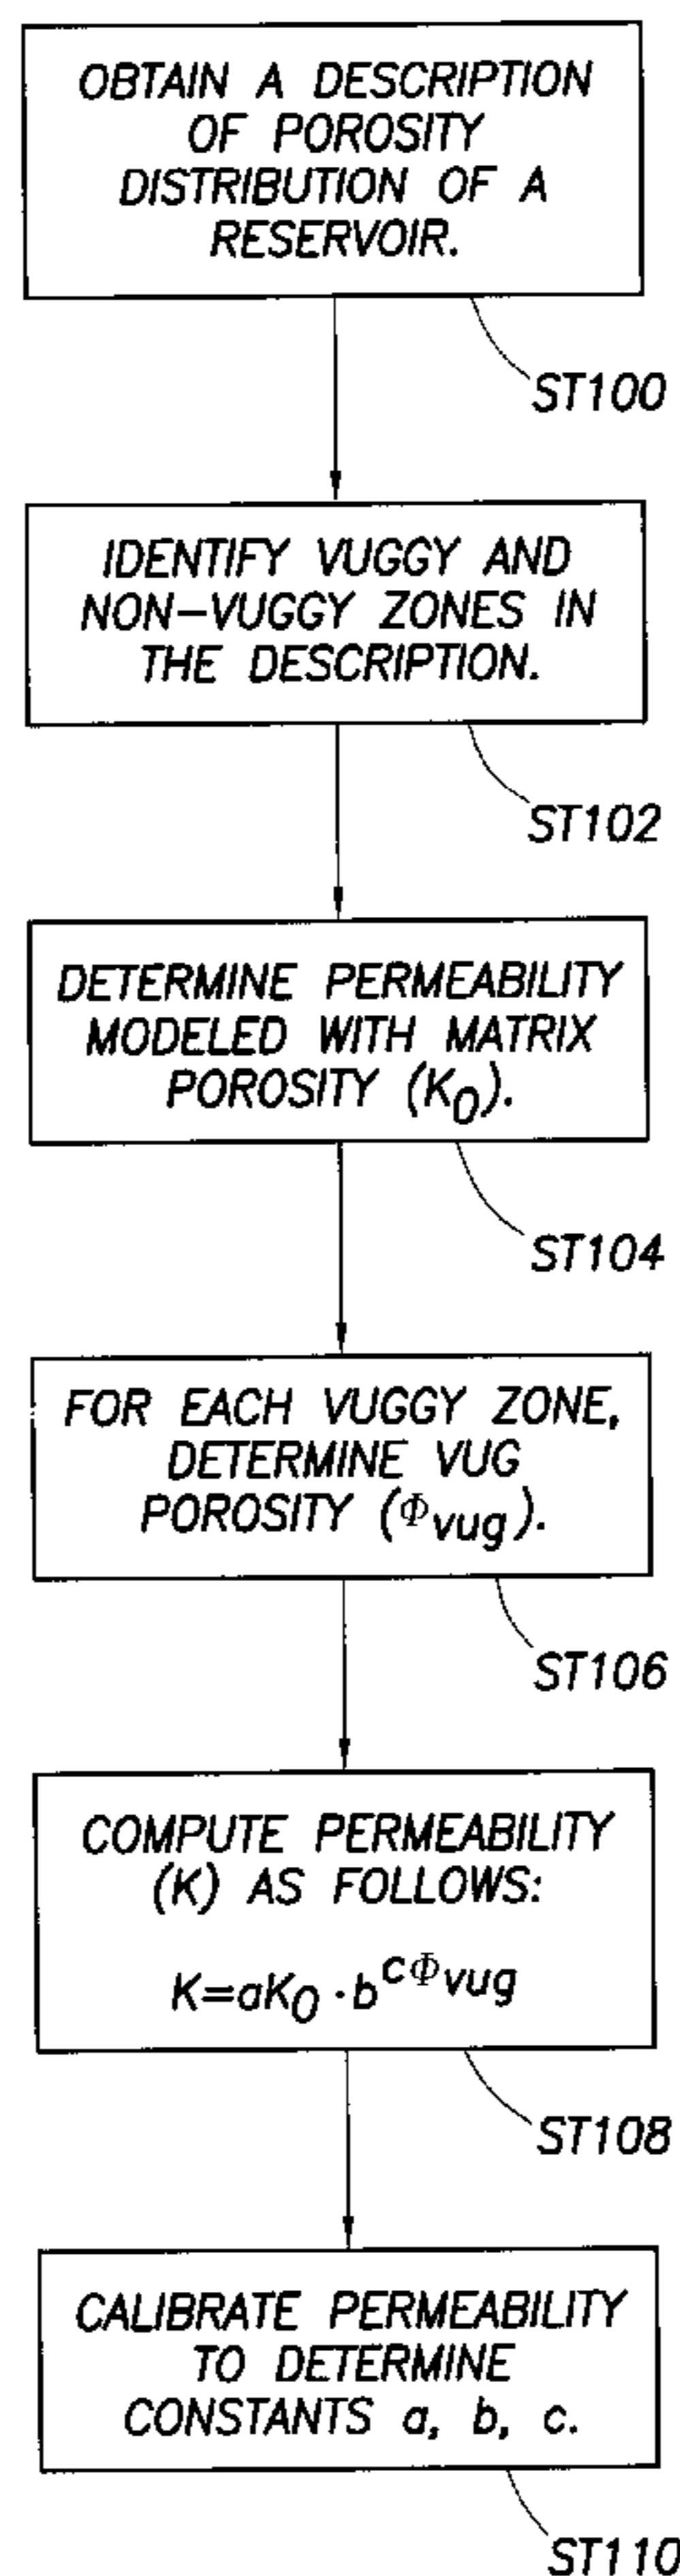 OBTAIN A DESCRIPTION
OF POROSITY
DISTRIBUTION OF A
RESERVOIR.
ST100
IDENTIFY VUGGY AND
NON-VUGGY ZONES IN
THE DESCRIPTION.
ST102
DETERMINE PERMEABILITY
MODELED WITH MATRIX
POROSITY (K₀).
ST104
FOR EACH VUGGY ZONE,
DETERMINE VUG
POROSITY (Φvug).
ST106
COMPUTE PERMEABILITY
(K) AS FOLLOWS:
K=aK₀·b^cΦvug
ST108
CALIBRATE PERMEABILITY
TO DETERMINE
CONSTANTS a, b, c.
ST110